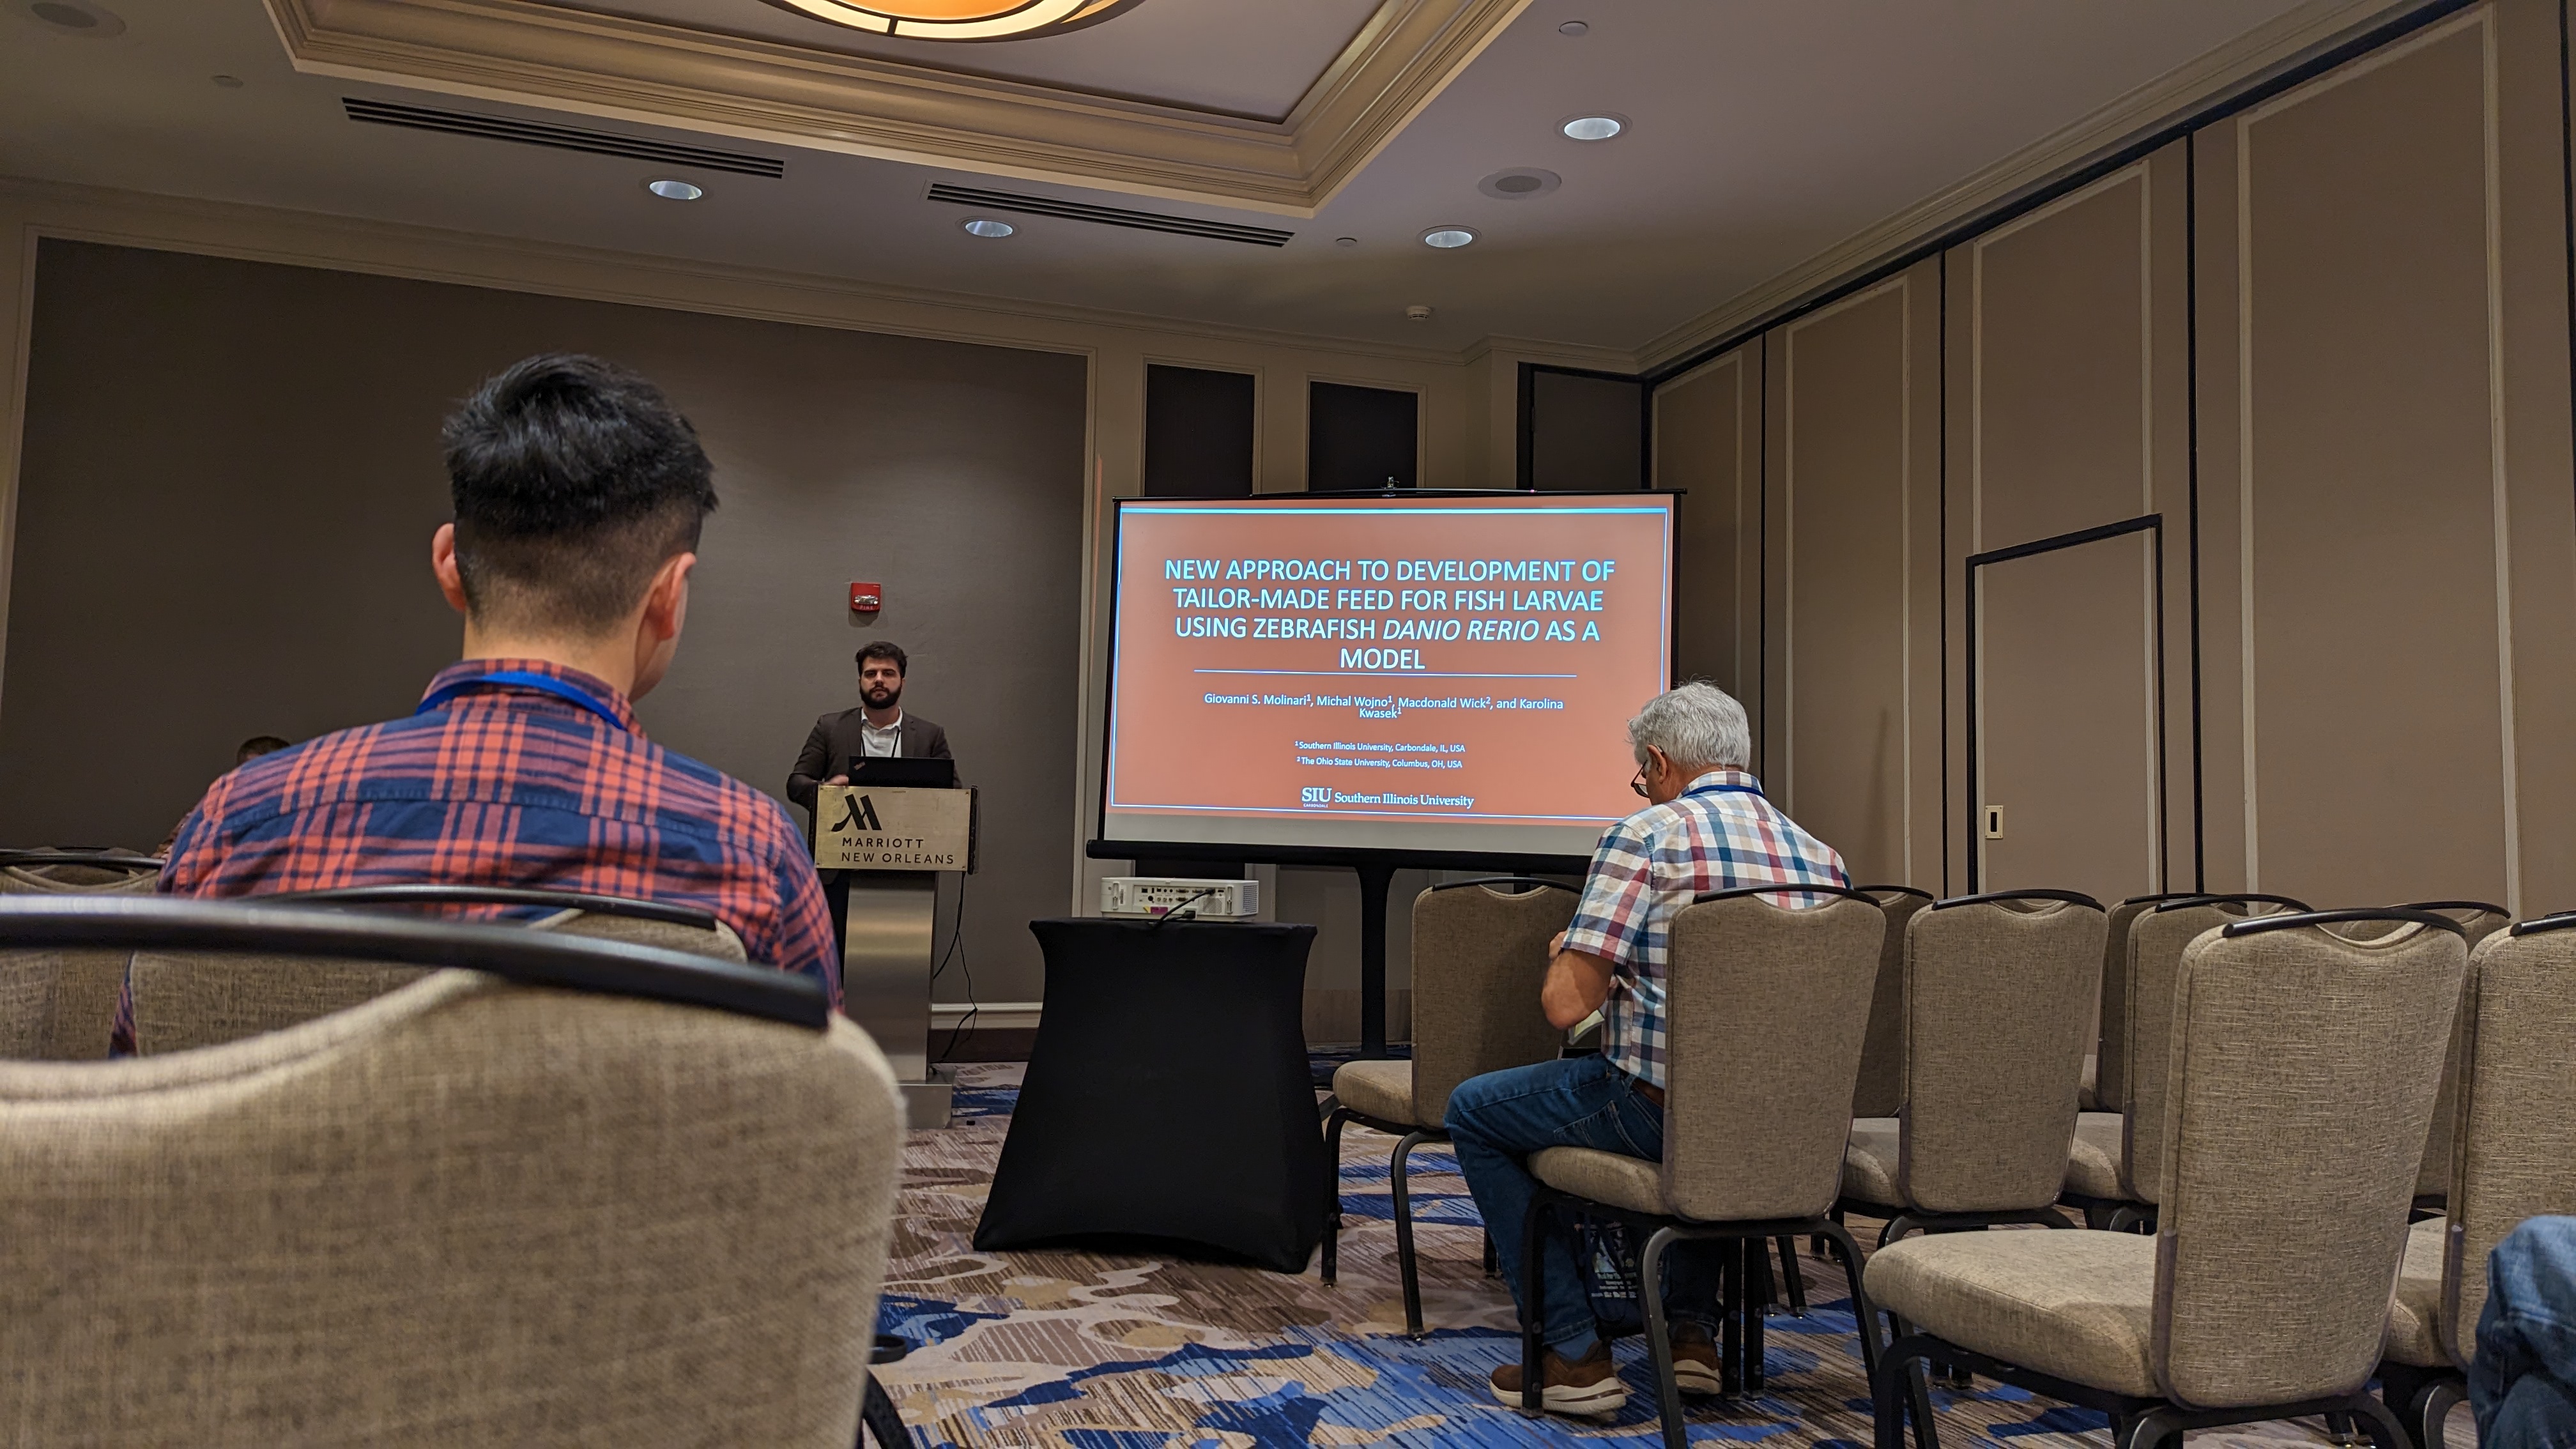 NEW APPROACH TO DEVELOPMENT OF
TAILOR-MADE FEED FOR FISH LARVAE
USING ZEBRAFISH DANIO RERIO AS A
MODEL
Giovanni S. Molinari¹, Michal Wojno¹, Macdonald Wick², and Karolina
Kwasek¹
¹ Southern Illinois University, Carbondale, IL, USA
² The Ohio State University, Columbus, OH, USA
SIU Southern Illinois University
CARBONDALE
FIRE
MARRIOTT
NEW ORLEANS